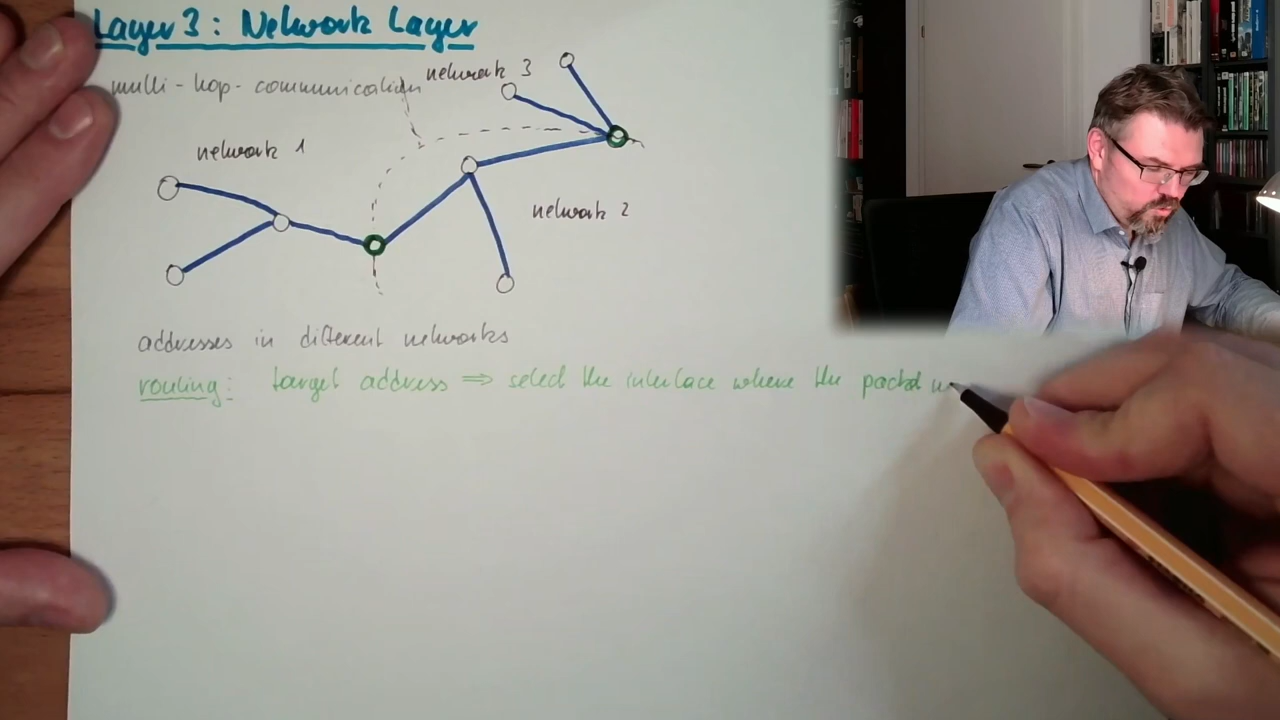 Layer 3: Network Layer
multi-hop-communication
network 3
network 1
network 2
addresses in different networks
routing: target address ⇒ select the interface where the packet